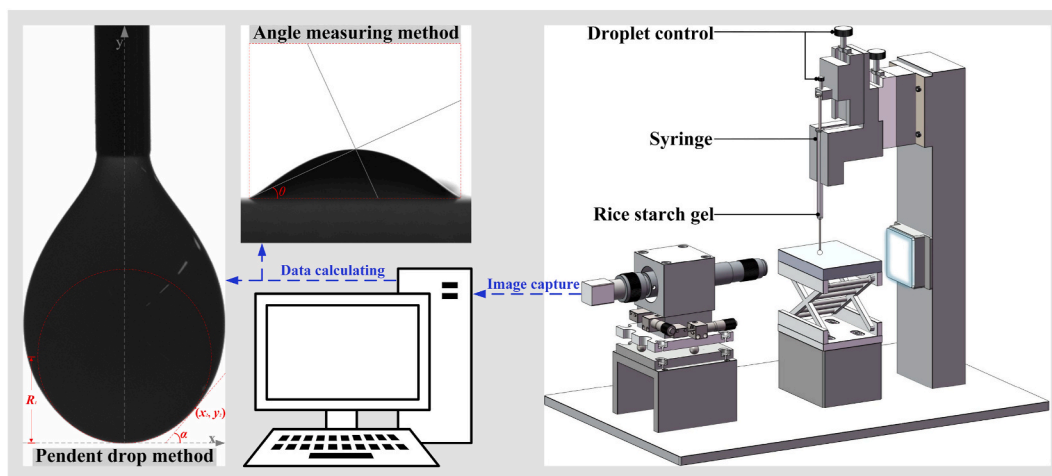 y
x
R
(x, y)
α
Pendent drop method
Angle measuring method
θ
Data calculating
Image capture
Droplet control
Syringe
Rice starch gel